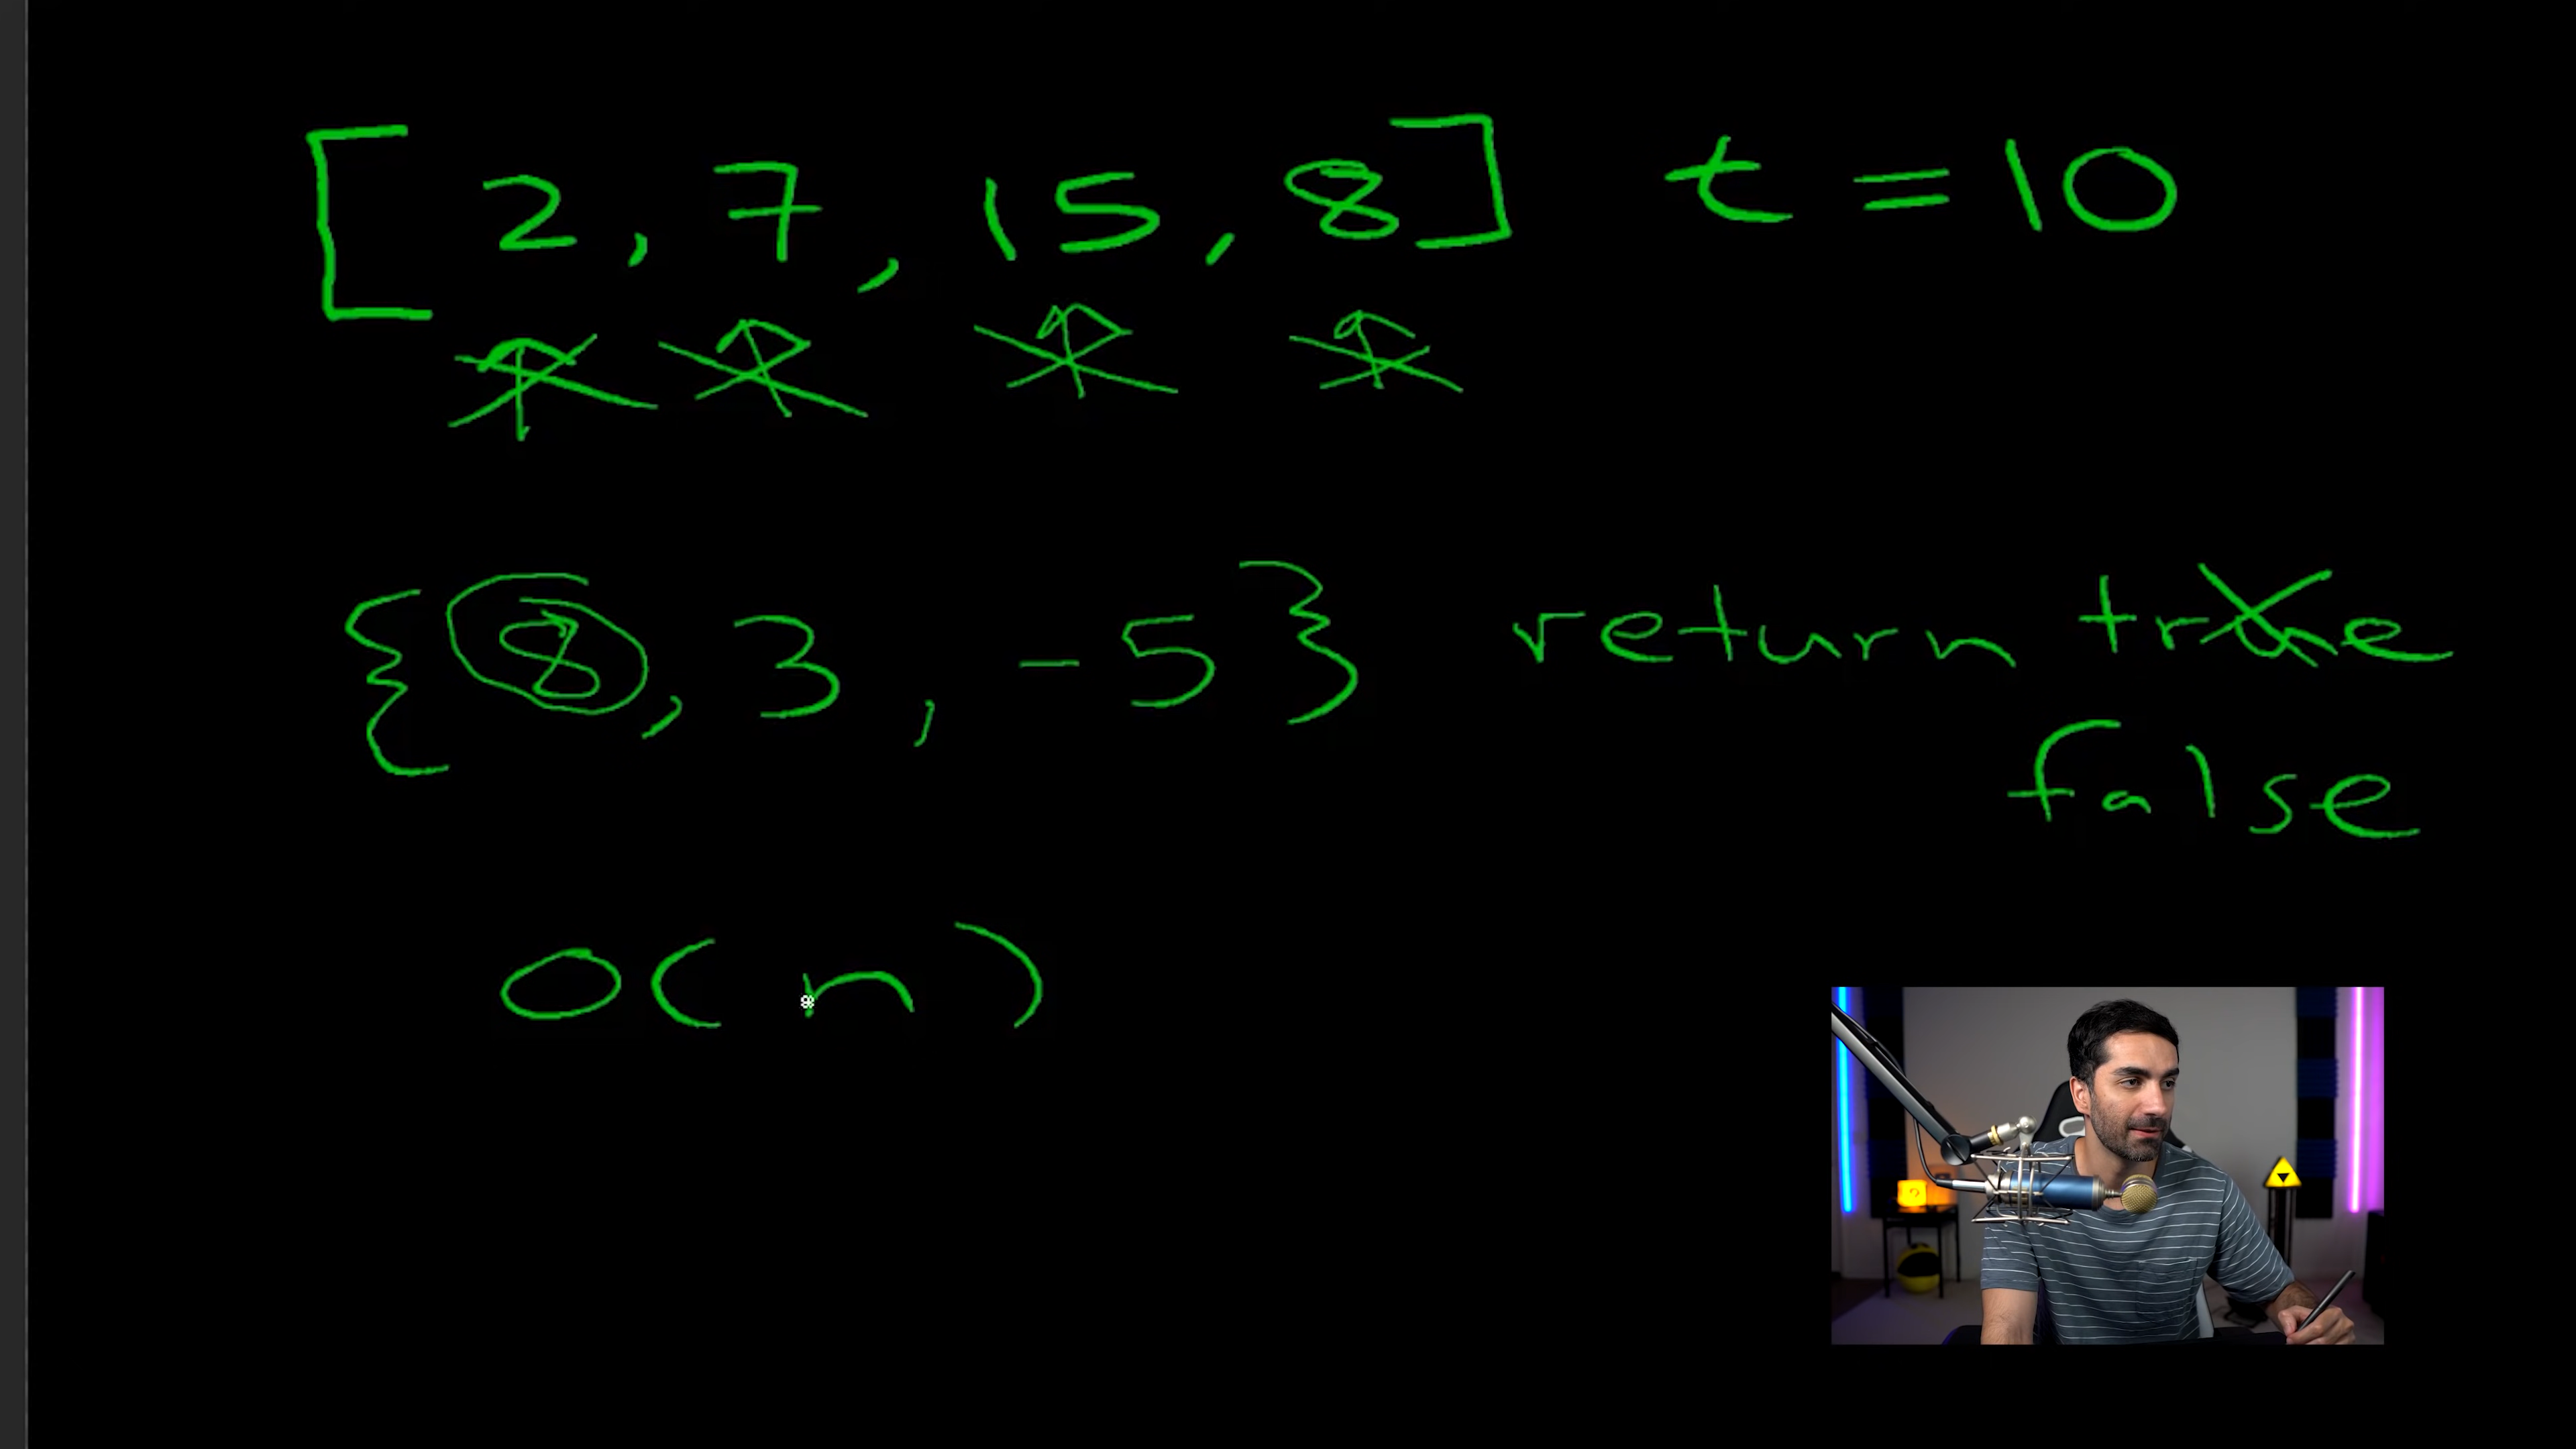 [2, 7, 15, 8] t = 10
{8, 3, -5} return true
false
O(n)